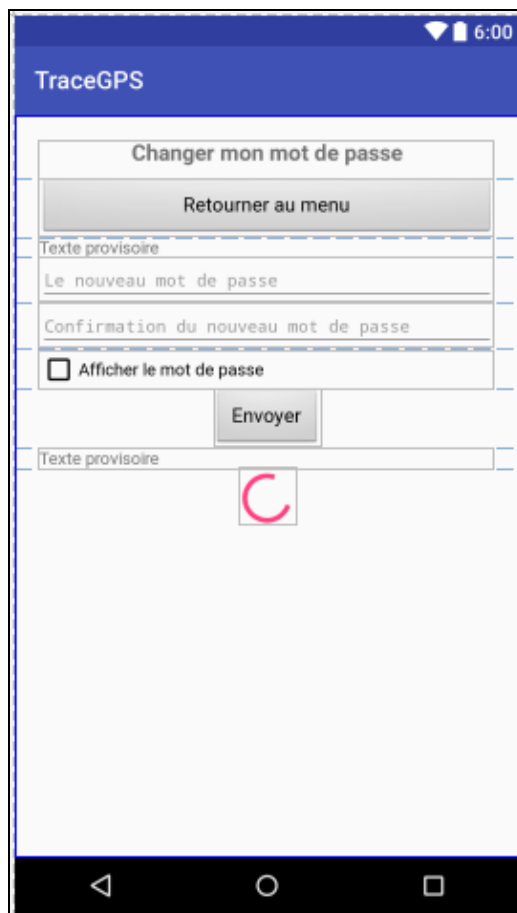 6:00
TraceGPS
Changer mon mot de passe
Retourner au menu
Texte provisoire
Le nouveau mot de passe
Confirmation du nouveau mot de passe
Afficher le mot de passe
Envoyer
Texte provisoire